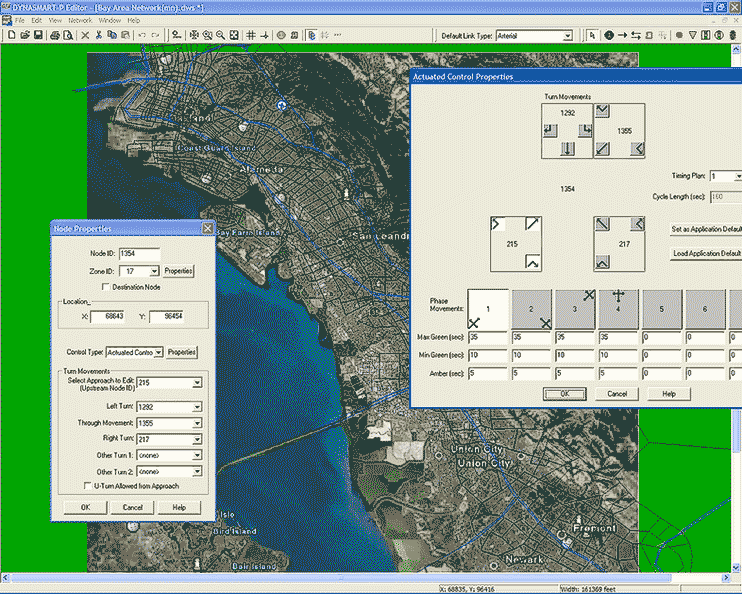 DYNASMART-P Editor - [Bay Area Network(mo).dws *]
File Edit View Network Window Help
Default Link Type: Arterial
Coast Guard Island
Alameda
Bay Farm Island
San Leandro
Union City
Union City
Fremont
Newark
Bird Island
Bair Island
Node Properties
Node ID: 1354
Zone ID: 17 Properties
Destination Node
Location
X: 68643 Y: 96454
Control Type: Actuated Contro Properties
Turn Movements
Select Approach to Edit: 215
(Upstream Node ID)
Left Turn: 1292
Through Movement: 1355
Right Turn: 217
Other Turn 1: (none)
Other Turn 2: (none)
U-Turn Allowed from Approach
OK Cancel Help
Actuated Control Properties
Turn Movements
1292
1355
Timing Plan: 1
1354
Cycle Length (sec): 160
215
217
Set as Application Default
Load Application Default
Phase Movements: 1 2 3 4 5 6
Max Green (sec): 35 35 35 35 0 0 0
Min Green (sec): 10 10 10 10 0 0 0
Amber (sec): 5 5 5 5 0 0 0
OK Cancel Help
X: 68835, Y: 96416 Width: 161369 feet